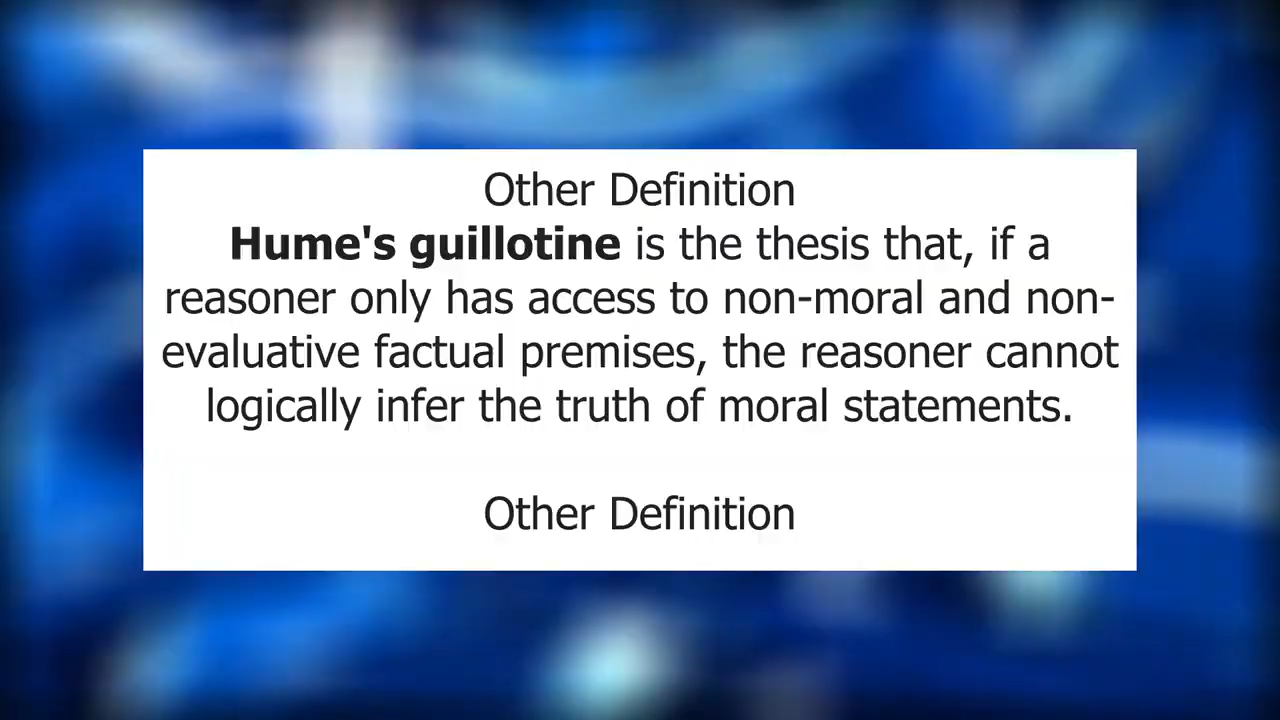 Other Definition
Hume's guillotine is the thesis that, if a
reasoner only has access to non-moral and non-
evaluative factual premises, the reasoner cannot
logically infer the truth of moral statements.
Other Definition